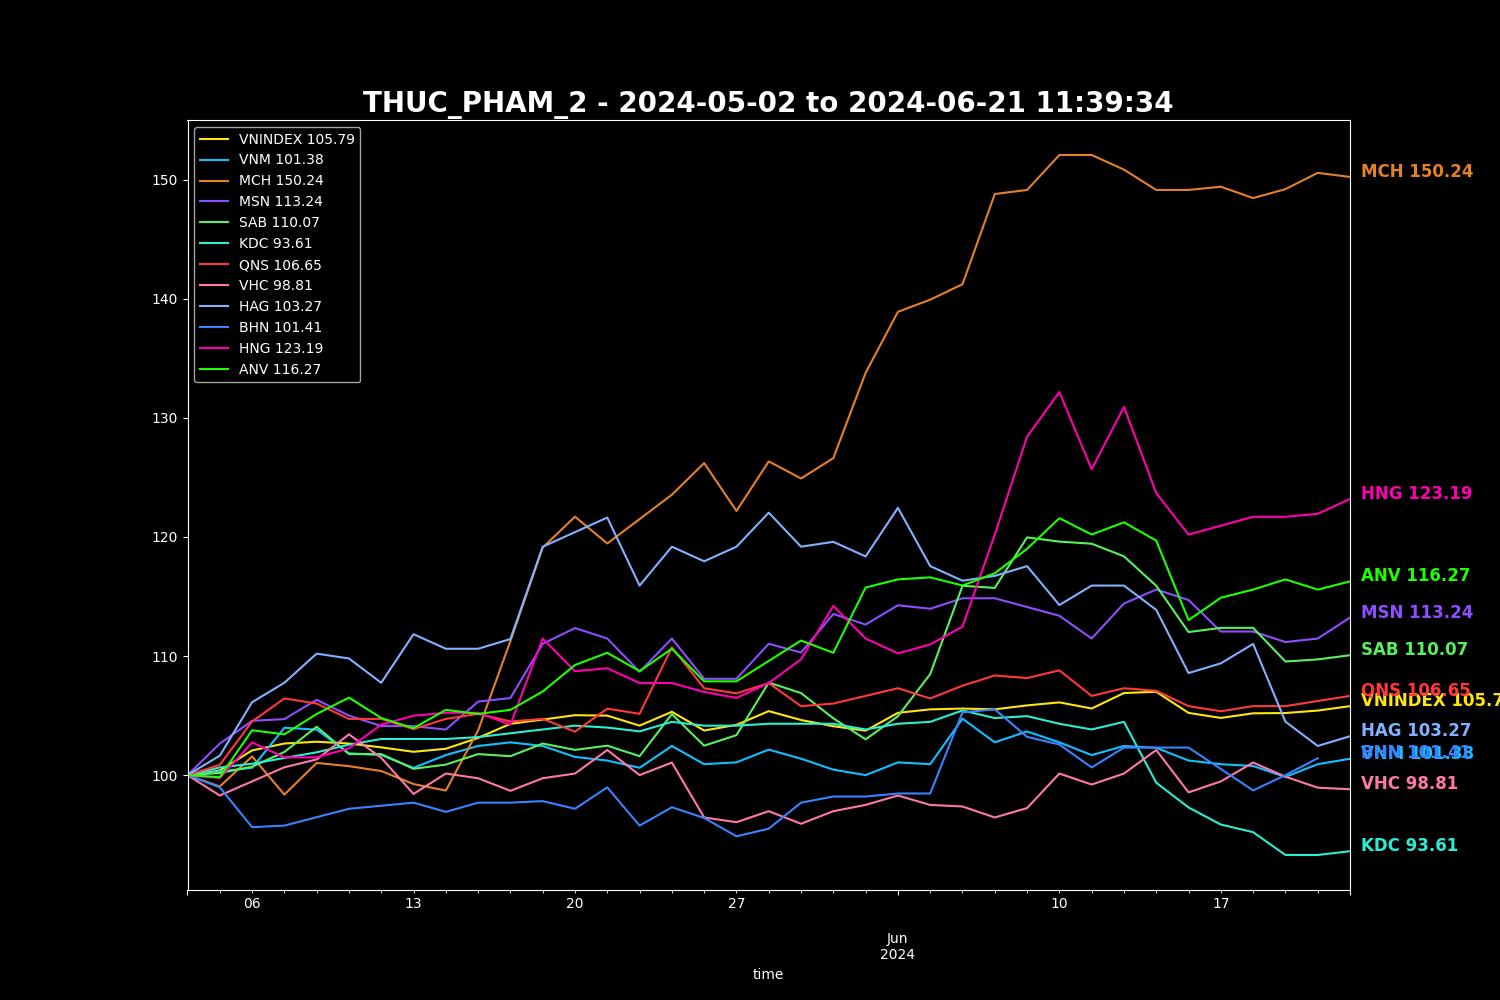 THUC_PHAM_2 - 2024-05-02 to 2024-06-21 11:39:34
VNINDEX 105.79
VNM 101.38
MCH 150.24
MSN 113.24
SAB 110.07
KDC 93.61
QNS 106.65
VHC 98.81
HAG 103.27
BHN 101.41
HNG 123.19
ANV 116.27
150
140
130
120
110
100
MCH 150.24
HNG 123.19
ANV 116.27
MSN 113.24
SAB 110.07
QNS 106.65
VNINDEX 105.7
HAG 103.27
VHC 98.81
KDC 93.61
06 13 20 27 10 17
Jun
2024
time